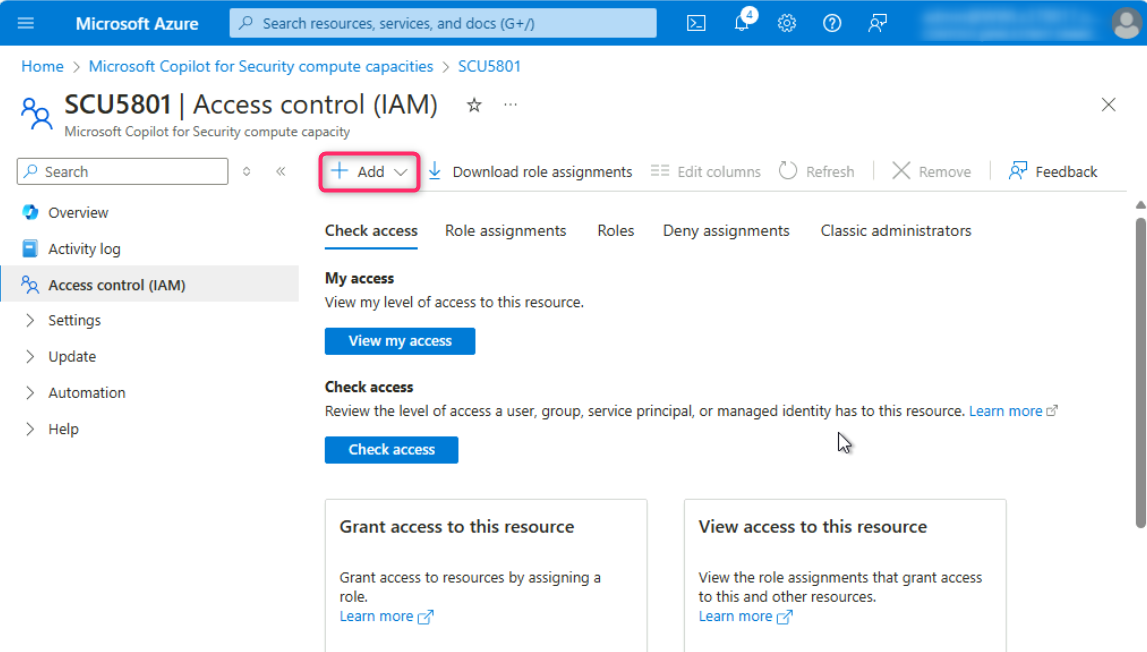 Microsoft Azure
Search resources, services, and docs (G+/)
4
Home > Microsoft Copilot for Security compute capacities > SCU5801
SCU5801 | Access control (IAM)
Microsoft Copilot for Security compute capacity
Search
Add
Download role assignments
Edit columns
Refresh
Remove
Feedback
Overview
Activity log
Access control (IAM)
Settings
Update
Automation
Help
Check access
Role assignments
Roles
Deny assignments
Classic administrators
My access
View my level of access to this resource.
View my access
Check access
Review the level of access a user, group, service principal, or managed identity has to this resource. Learn more
Check access
Grant access to this resource
Grant access to resources by assigning a
role.
Learn more
View access to this resource
View the role assignments that grant access
to this and other resources.
Learn more